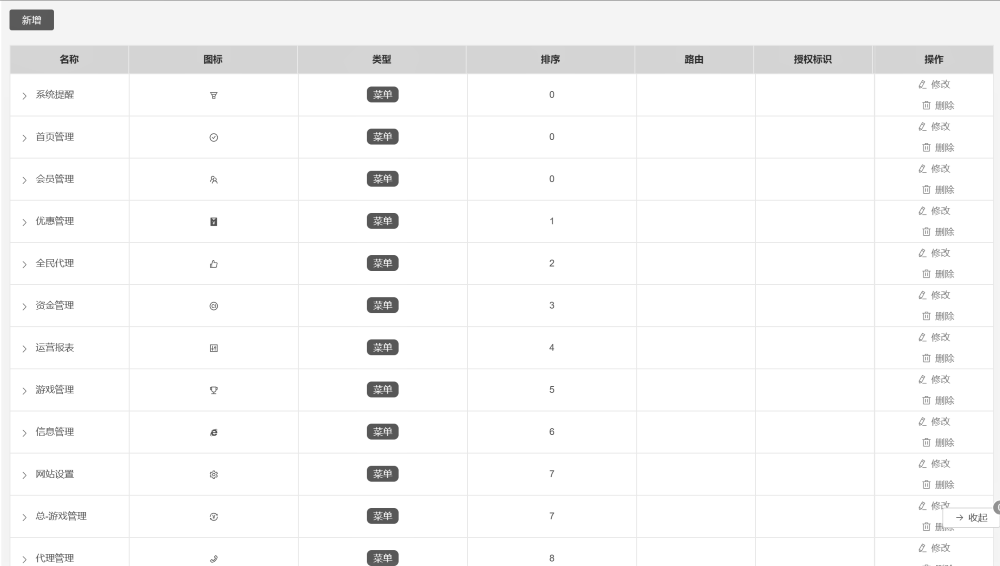 新增
名称 图标 类型 排序 路由 授权标识 操作
系统提醒 菜单 0 修改
删除
首页管理 菜单 0 修改
删除
会员管理 菜单 0 修改
删除
优惠管理 菜单 1 修改
删除
全民代理 菜单 2 修改
删除
资金管理 菜单 3 修改
删除
运营报表 菜单 4 修改
删除
游戏管理 菜单 5 修改
删除
信息管理 菜单 6 修改
删除
网站设置 菜单 7 修改
删除
总-游戏管理 菜单 7 修改
收起
删除
代理管理 菜单 8 修改